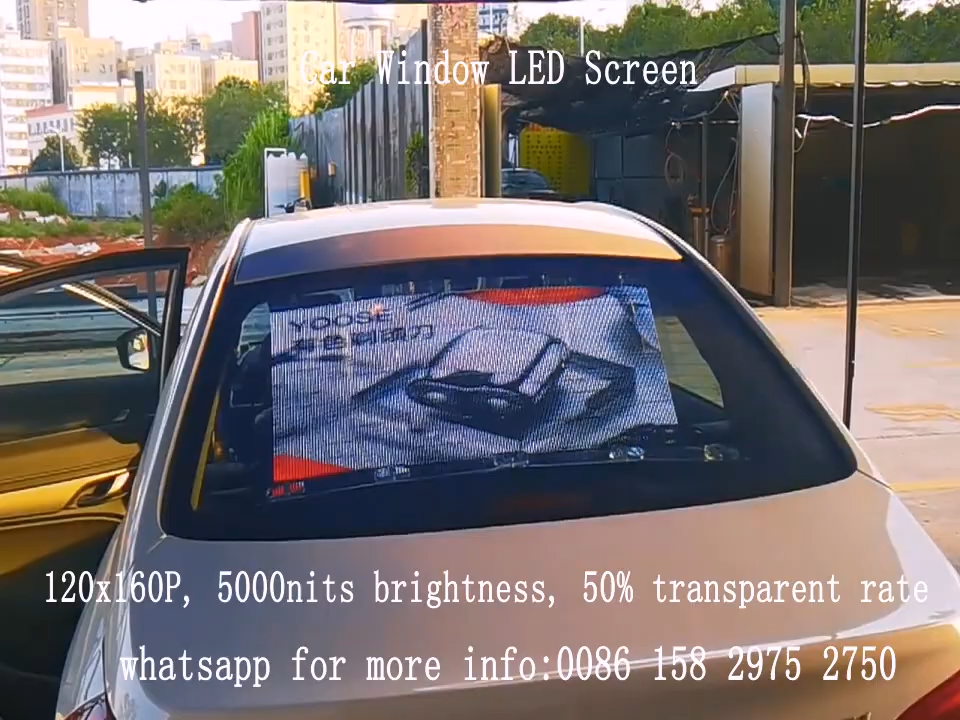 Car Window LED Screen
YOOSE
120x160P, 5000nits brightness, 50% transparent rate
whatsapp for more info:0086 158 2975 2750